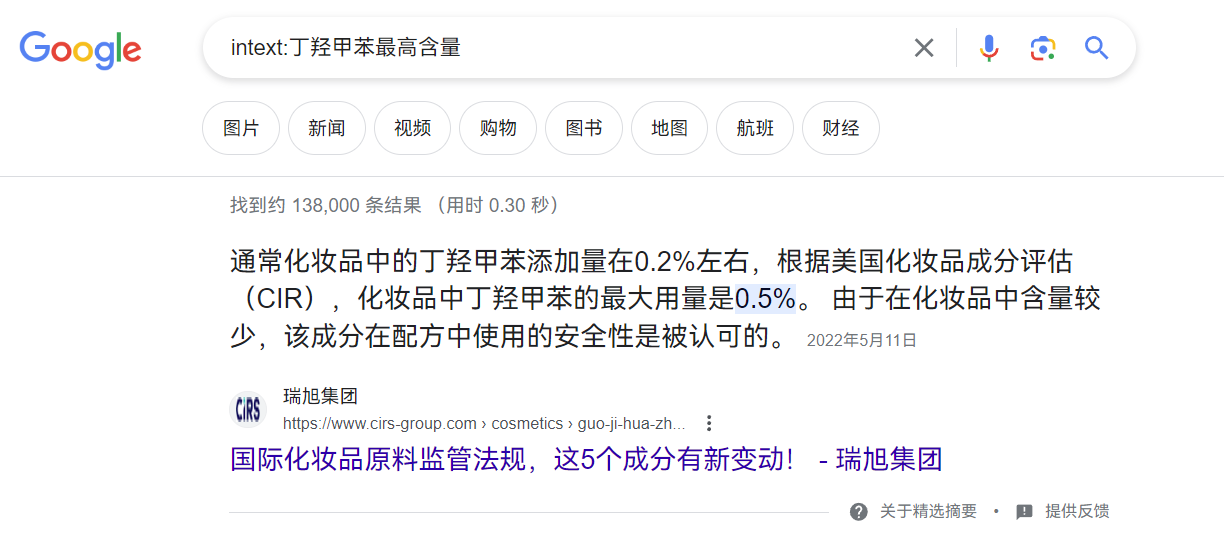 Google
intext:丁羟甲苯最高含量
图片 新闻 视频 购物 图书 地图 航班 财经
找到约 138,000 条结果 （用时 0.30 秒）
通常化妆品中的丁羟甲苯添加量在0.2%左右，根据美国化妆品成分评估
（CIR），化妆品中丁羟甲苯的最大用量是0.5%。 由于在化妆品中含量较
少，该成分在配方中使用的安全性是被认可的。 2022年5月11日
CIRS
瑞旭集团
https://www.cirs-group.com › cosmetics › guo-ji-hua-zh...
国际化妆品原料监管法规，这5个成分有新变动！ - 瑞旭集团
关于精选摘要 • 提供反馈